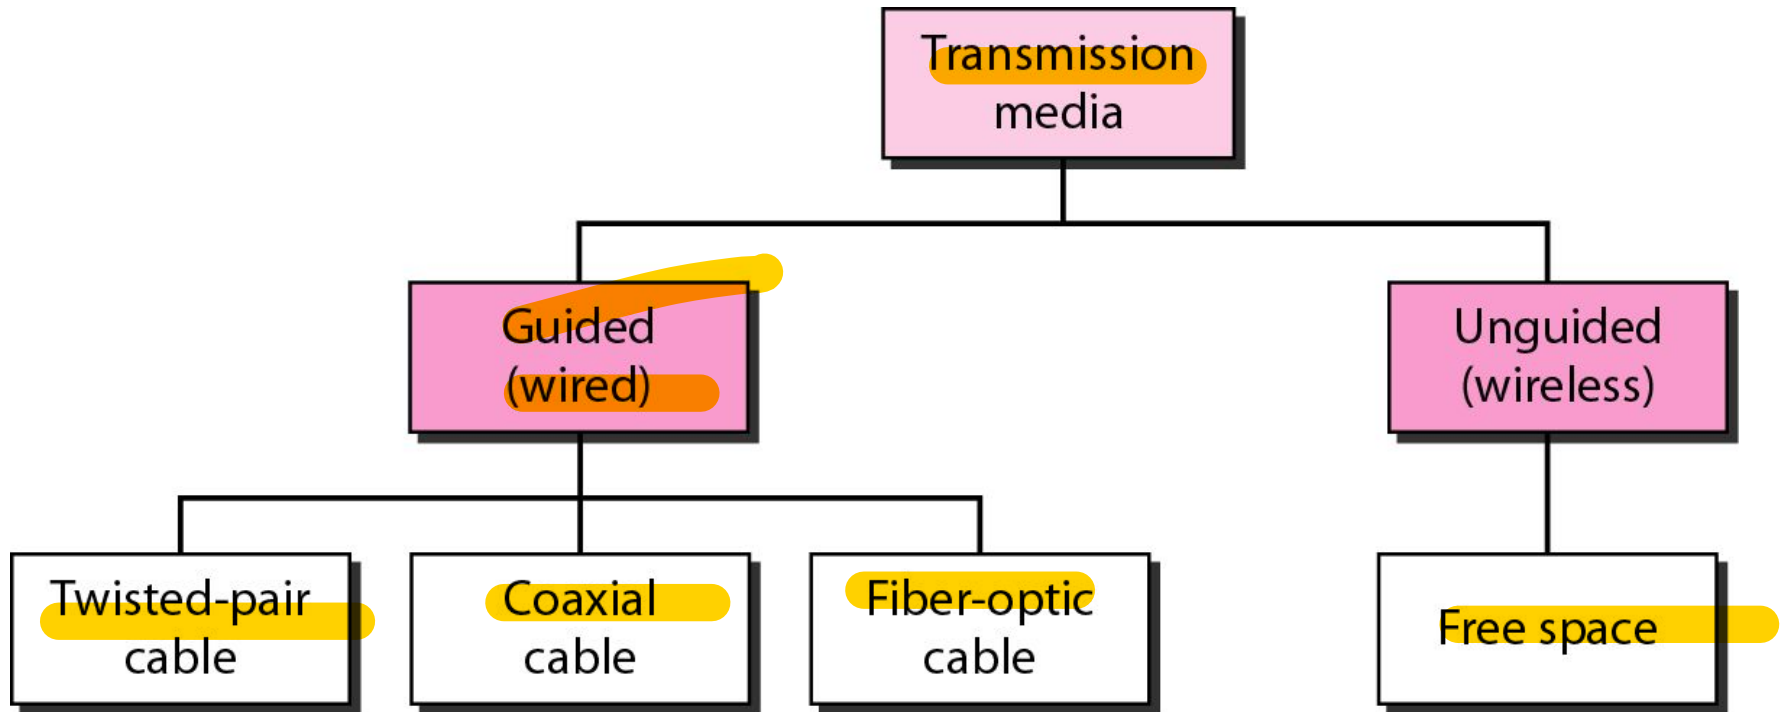 Transmission
media
Guided
(wired)
Unguided
(wireless)
Twisted-pair
cable
Coaxial
cable
Fiber-optic
cable
Free space